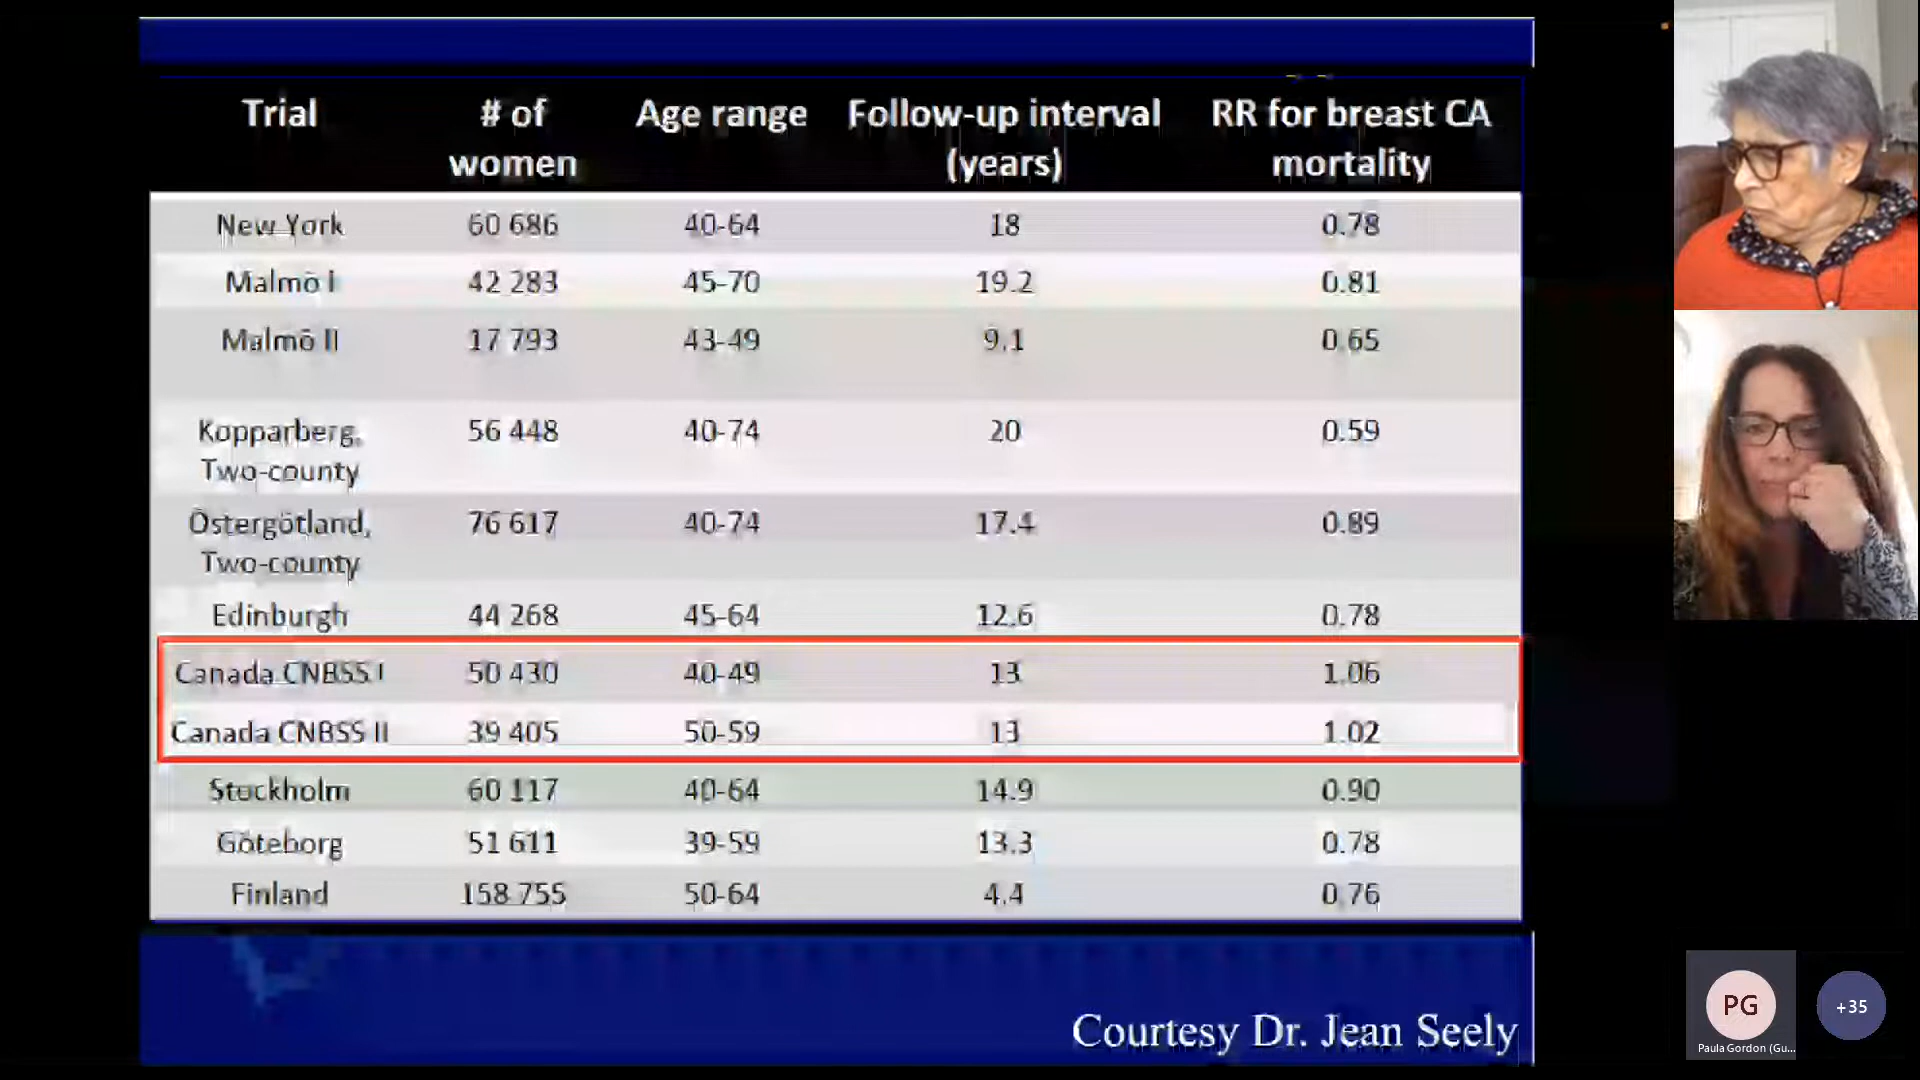 Trial # of women Age range Follow-up interval (years) RR for breast CA mortality
New York 60 686 40-64 18 0.78
Malmö I 42 283 45-70 19.2 0.81
Malmö II 17 793 43-49 9.1 0.65
Kopparberg, Two-county 56 448 40-74 20 0.59
Östergötland, Two-county 76 617 40-74 17.4 0.89
Edinburgh 44 268 45-64 12.6 0.78
Canada CNBSS I 50 430 40-49 13 1.06
Canada CNBSS II 39 405 50-59 13 1.02
Stockholm 60 117 40-64 14.9 0.90
Göteborg 51 611 39-59 13.3 0.78
Finland 158 755 50-64 4.4 0.76
Courtesy Dr. Jean Seely
PG
+35
Paula Gordon (Gu...